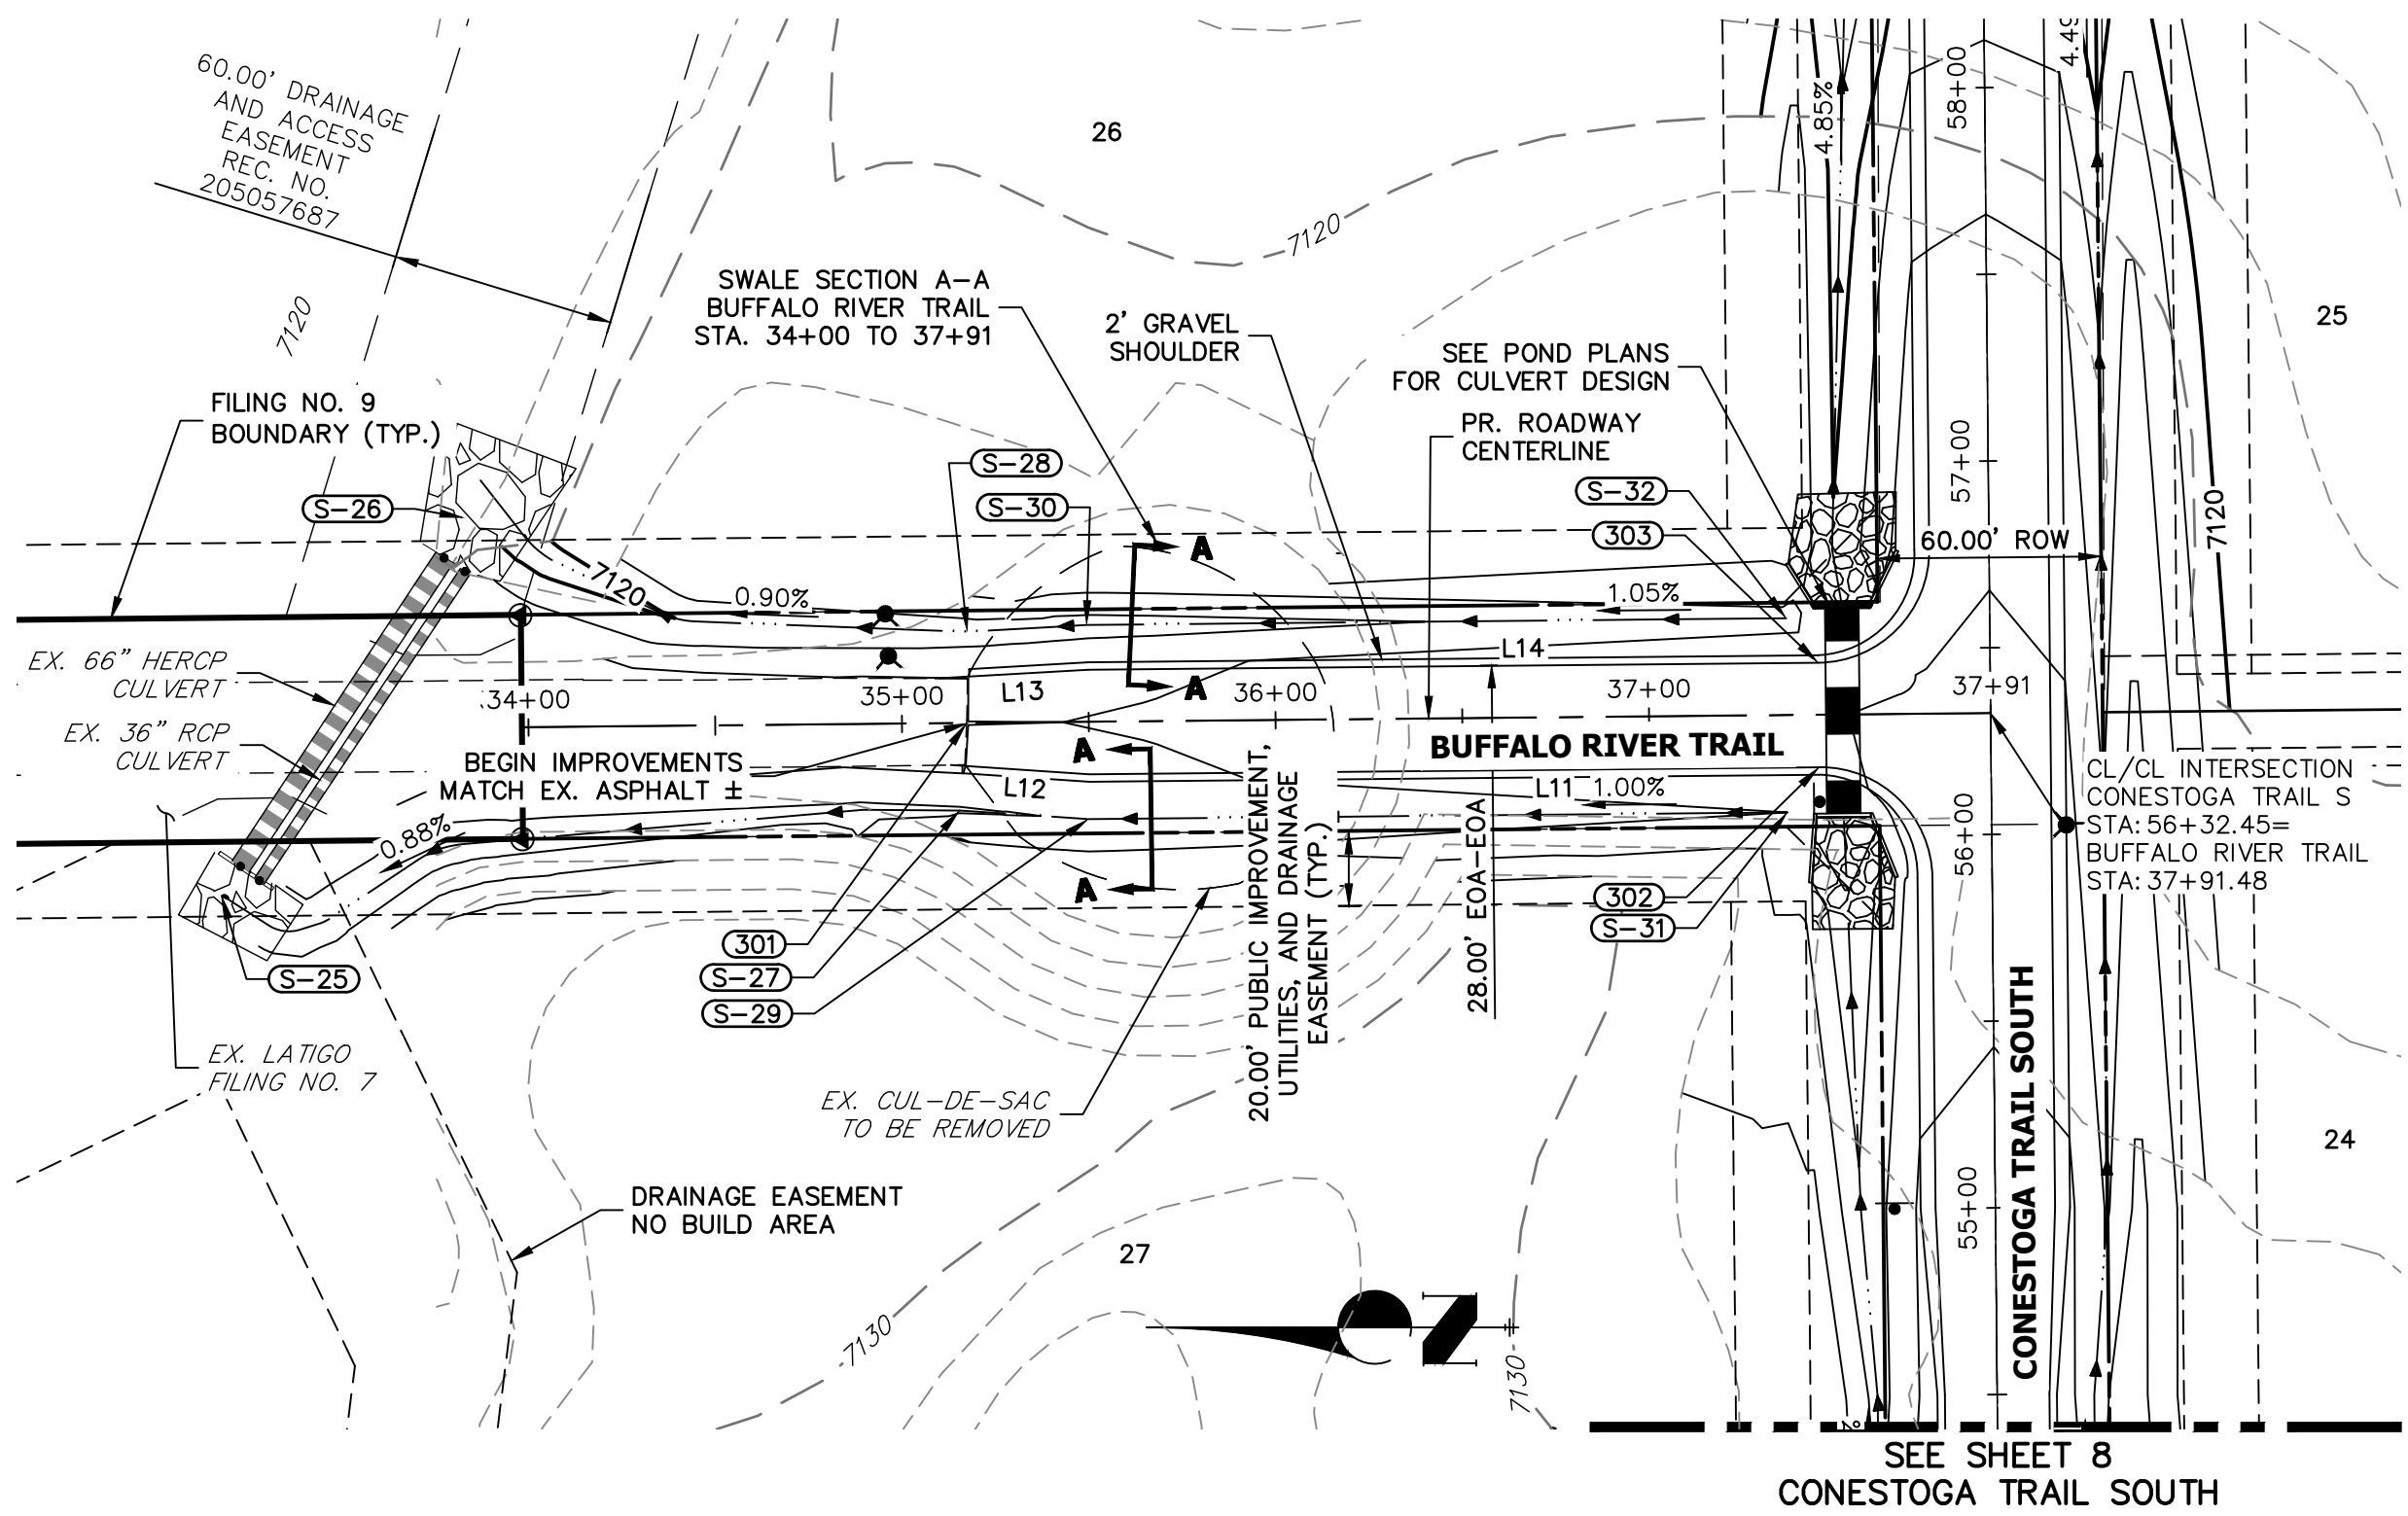 60.00' DRAINAGE
AND ACCESS
EASEMENT
REC. NO.
205057687
7120
26
7120
4.85%
58+00
4.49
25
SWALE SECTION A-A
BUFFALO RIVER TRAIL
STA. 34+00 TO 37+91
2' GRAVEL
SHOULDER
SEE POND PLANS
FOR CULVERT DESIGN
PR. ROADWAY
CENTERLINE
FILING NO. 9
BOUNDARY (TYP.)
S-26
S-28
S-30
S-32
303
57+00
60.00' ROW
7120
A
7120
0.90%
1.05%
L14
EX. 66" HERCP
CULVERT
EX. 36" RCP
CULVERT
34+00
35+00
L13
A
36+00
37+00
37+91
BEGIN IMPROVEMENTS
MATCH EX. ASPHALT ±
A
BUFFALO RIVER TRAIL
L12
L11
1.00%
0.88%
A
CL/CL INTERSECTION
CONESTOGA TRAIL S
STA: 56+32.45=
BUFFALO RIVER TRAIL
STA: 37+91.48
56+00
20.00' PUBLIC IMPROVEMENT,
UTILITIES, AND DRAINAGE
EASEMENT (TYP.)
28.00' EOA-EOA
302
S-31
301
S-27
S-29
S-25
EX. LATIGO
FILING NO. 7
EX. CUL-DE-SAC
TO BE REMOVED
CONESTOGA TRAIL SOUTH
24
55+00
DRAINAGE EASEMENT
NO BUILD AREA
27
7130
N
7130
SEE SHEET 8
CONESTOGA TRAIL SOUTH